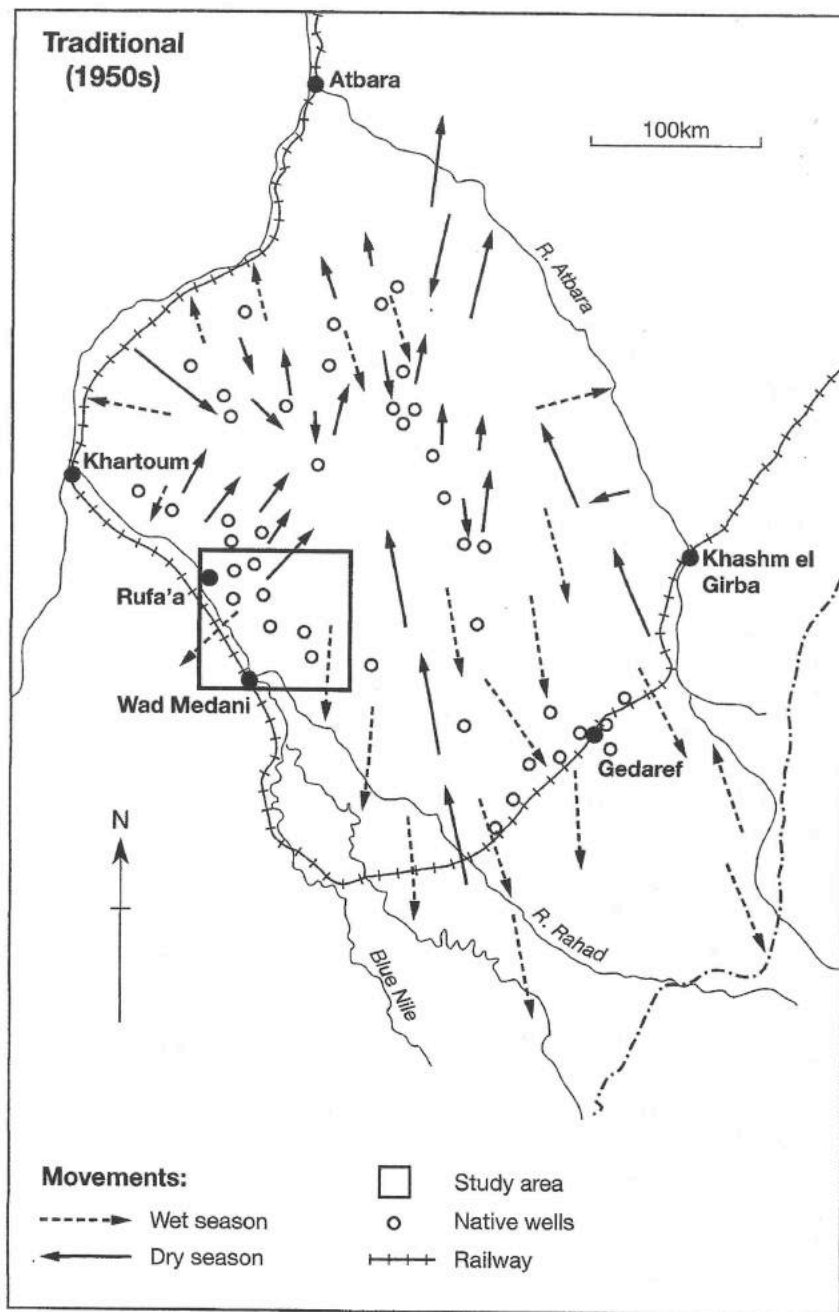 Traditional
(1950s)
Atbara
100km
R. Atbara
Khartoum
Khashm el
Girba
Rufa'a
Wad Medani
Gedaref
N
R. Rahad
Blue Nile
Movements:
Wet season
Dry season
Study area
Native wells
Railway